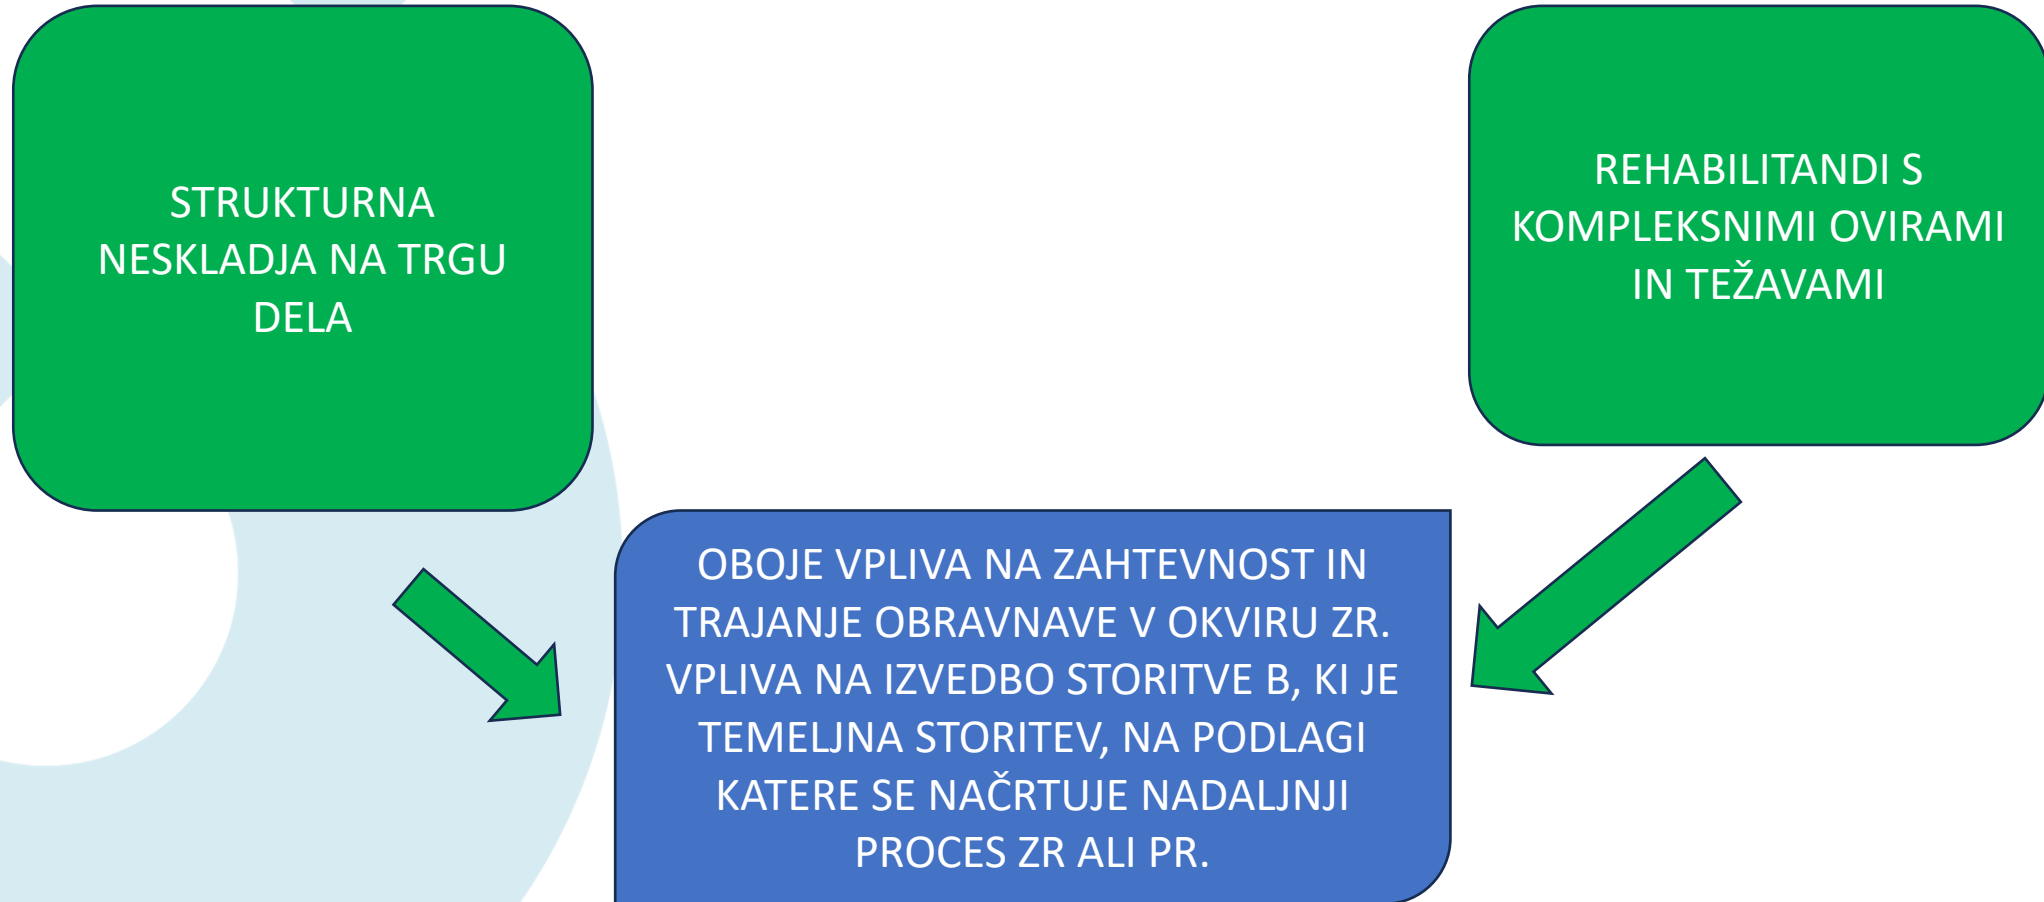 STRUKTURNA
NESKLADJA NA TRGU
DELA
REHABILITANDI S
KOMPLEKSNIMI OVIRAMI
IN TEŽAVAMI
OBOJE VPLIVA NA ZAHTEVNOST IN
TRAJANJE OBRAVNAVE V OKVIRU ZR.
VPLIVA NA IZVEDBO STORITVE B, KI JE
TEMELJNA STORITEV, NA PODLAGI
KATERE SE NAČRTUJE NADALJNJI
PROCES ZR ALI PR.